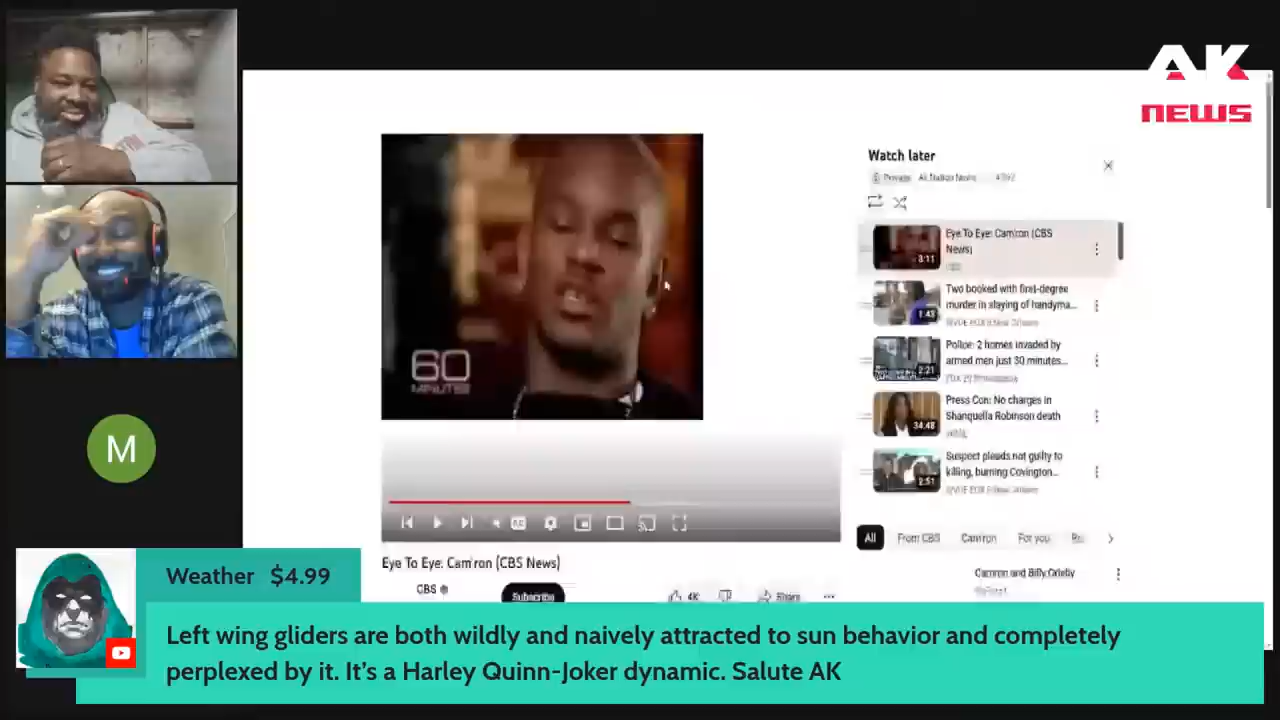 AK
NEWS
60
MINUTES
M
Watch later
Private
Eye To Eye: Cam'ron (CBS
News)
CBS
3:11
Two booked with first-degree
murder in slaying of handyma...
1:43
Police: 2 homes invaded by
armed men just 30 minutes...
2:21
Press Con: No charges in
Shanquella Robinson death
34:48
Suspect pleads not guilty to
killing, burning Covington...
2:51
All
From CBS
Cam'ron
For you
Eye To Eye: Cam'ron (CBS News)
CBS
Subscribe
4K
Share
Weather $4.99
Left wing gliders are both wildly and naively attracted to sun behavior and completely
perplexed by it. It's a Harley Quinn-Joker dynamic. Salute AK